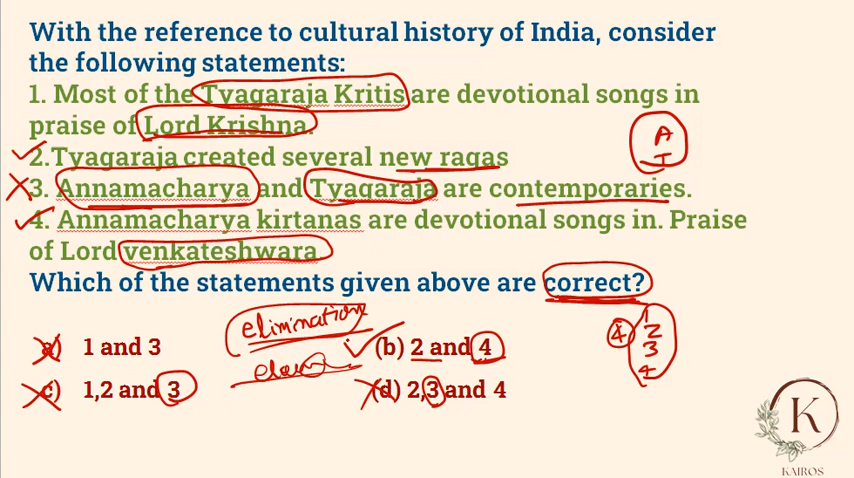 With the reference to cultural history of India, consider
the following statements:
1. Most of the Tyagaraja Kritis are devotional songs in
praise of Lord Krishna.
2.Tyagaraja created several new ragas
A
I
3. Annamacharya and Tyagaraja are contemporaries.
4. Annamacharya kirtanas are devotional songs in. Praise
of Lord venkateshwara.
Which of the statements given above are correct?
elimination
a) 1 and 3
(b) 2 and 4
4
1
2
3
4
c) 1,2 and 3
(d) 2,3 and 4
K
KAIROS